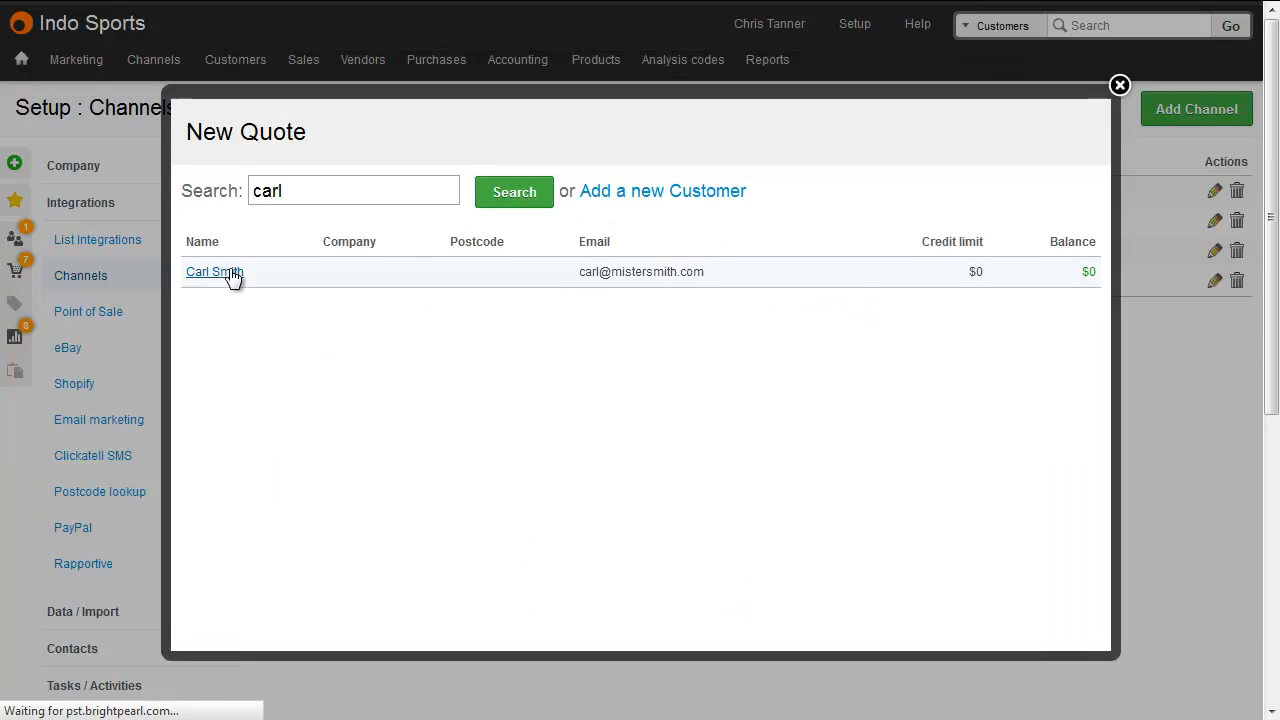 Indo Sports
Chris Tanner Setup Help Customers Search Go
Marketing Channels Customers Sales Vendors Purchases Accounting Products Analysis codes Reports
Setup : Channels
Add Channel
New Quote
Search: carl Search or Add a new Customer
Name Company Postcode Email Credit limit Balance
Carl Smith carl@mistersmith.com $0 $0
Actions
Company
Integrations
List Integrations
Channels
Point of Sale
eBay
Shopify
Email marketing
Clickatell SMS
Postcode lookup
PayPal
Rapportive
Data / Import
Contacts
Tasks / Activities
1
7
8
Waiting for pst.brightpearl.com...